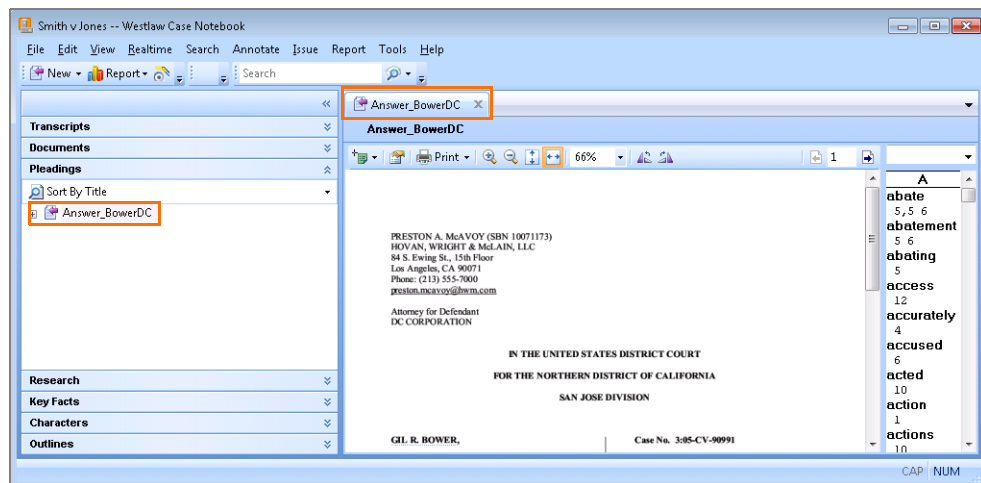 Smith v Jones -- Westlaw Case Notebook
File Edit View Realtime Search Annotate Issue Report Tools Help
New Report Search
Answer_BowerDC
Transcripts
Documents
Pleadings
Sort By Title
Answer_BowerDC
Research
Key Facts
Characters
Outlines
Answer_BowerDC
Print 66% 1
PRESTON A. McAVOY (SBN 10071173)
HOVAN, WRIGHT & McLAIN, LLC
84 S. Ewing St., 15th Floor
Los Angeles, CA 90071
Phone: (213) 555-7000
preston.mcavoy@hwm.com
Attorney for Defendant
DC CORPORATION
IN THE UNITED STATES DISTRICT COURT
FOR THE NORTHERN DISTRICT OF CALIFORNIA
SAN JOSE DIVISION
GIL R. BOWER,
Case No. 3:05-CV-90991
A
abate
5,5 6
abatement
5 6
abating
5
access
12
accurately
4
accused
6
acted
10
action
1
actions
10
CAP NUM